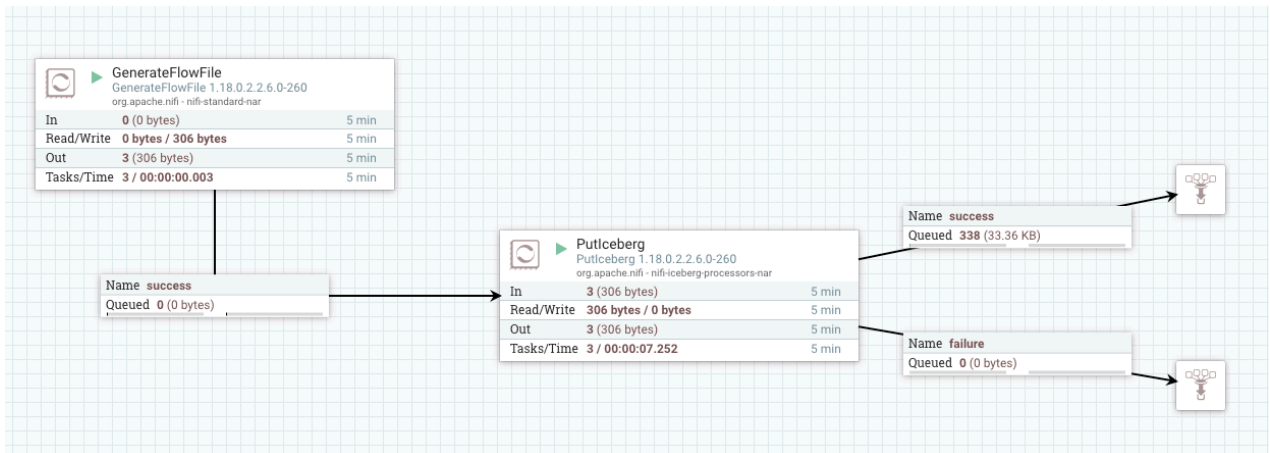 GenerateFlowFile
GenerateFlowFile 1.18.0.2.2.6.0-260
org.apache.nifi - nifi-standard-nar
In 0 (0 bytes) 5 min
Read/Write 0 bytes / 306 bytes 5 min
Out 3 (306 bytes) 5 min
Tasks/Time 3 / 00:00:00.003 5 min
Name success
Queued 0 (0 bytes)
PutIceberg
PutIceberg 1.18.0.2.2.6.0-260
org.apache.nifi - nifi-iceberg-processors-nar
In 3 (306 bytes) 5 min
Read/Write 306 bytes / 0 bytes 5 min
Out 3 (306 bytes) 5 min
Tasks/Time 3 / 00:00:07.252 5 min
Name success
Queued 338 (33.36 KB)
Name failure
Queued 0 (0 bytes)